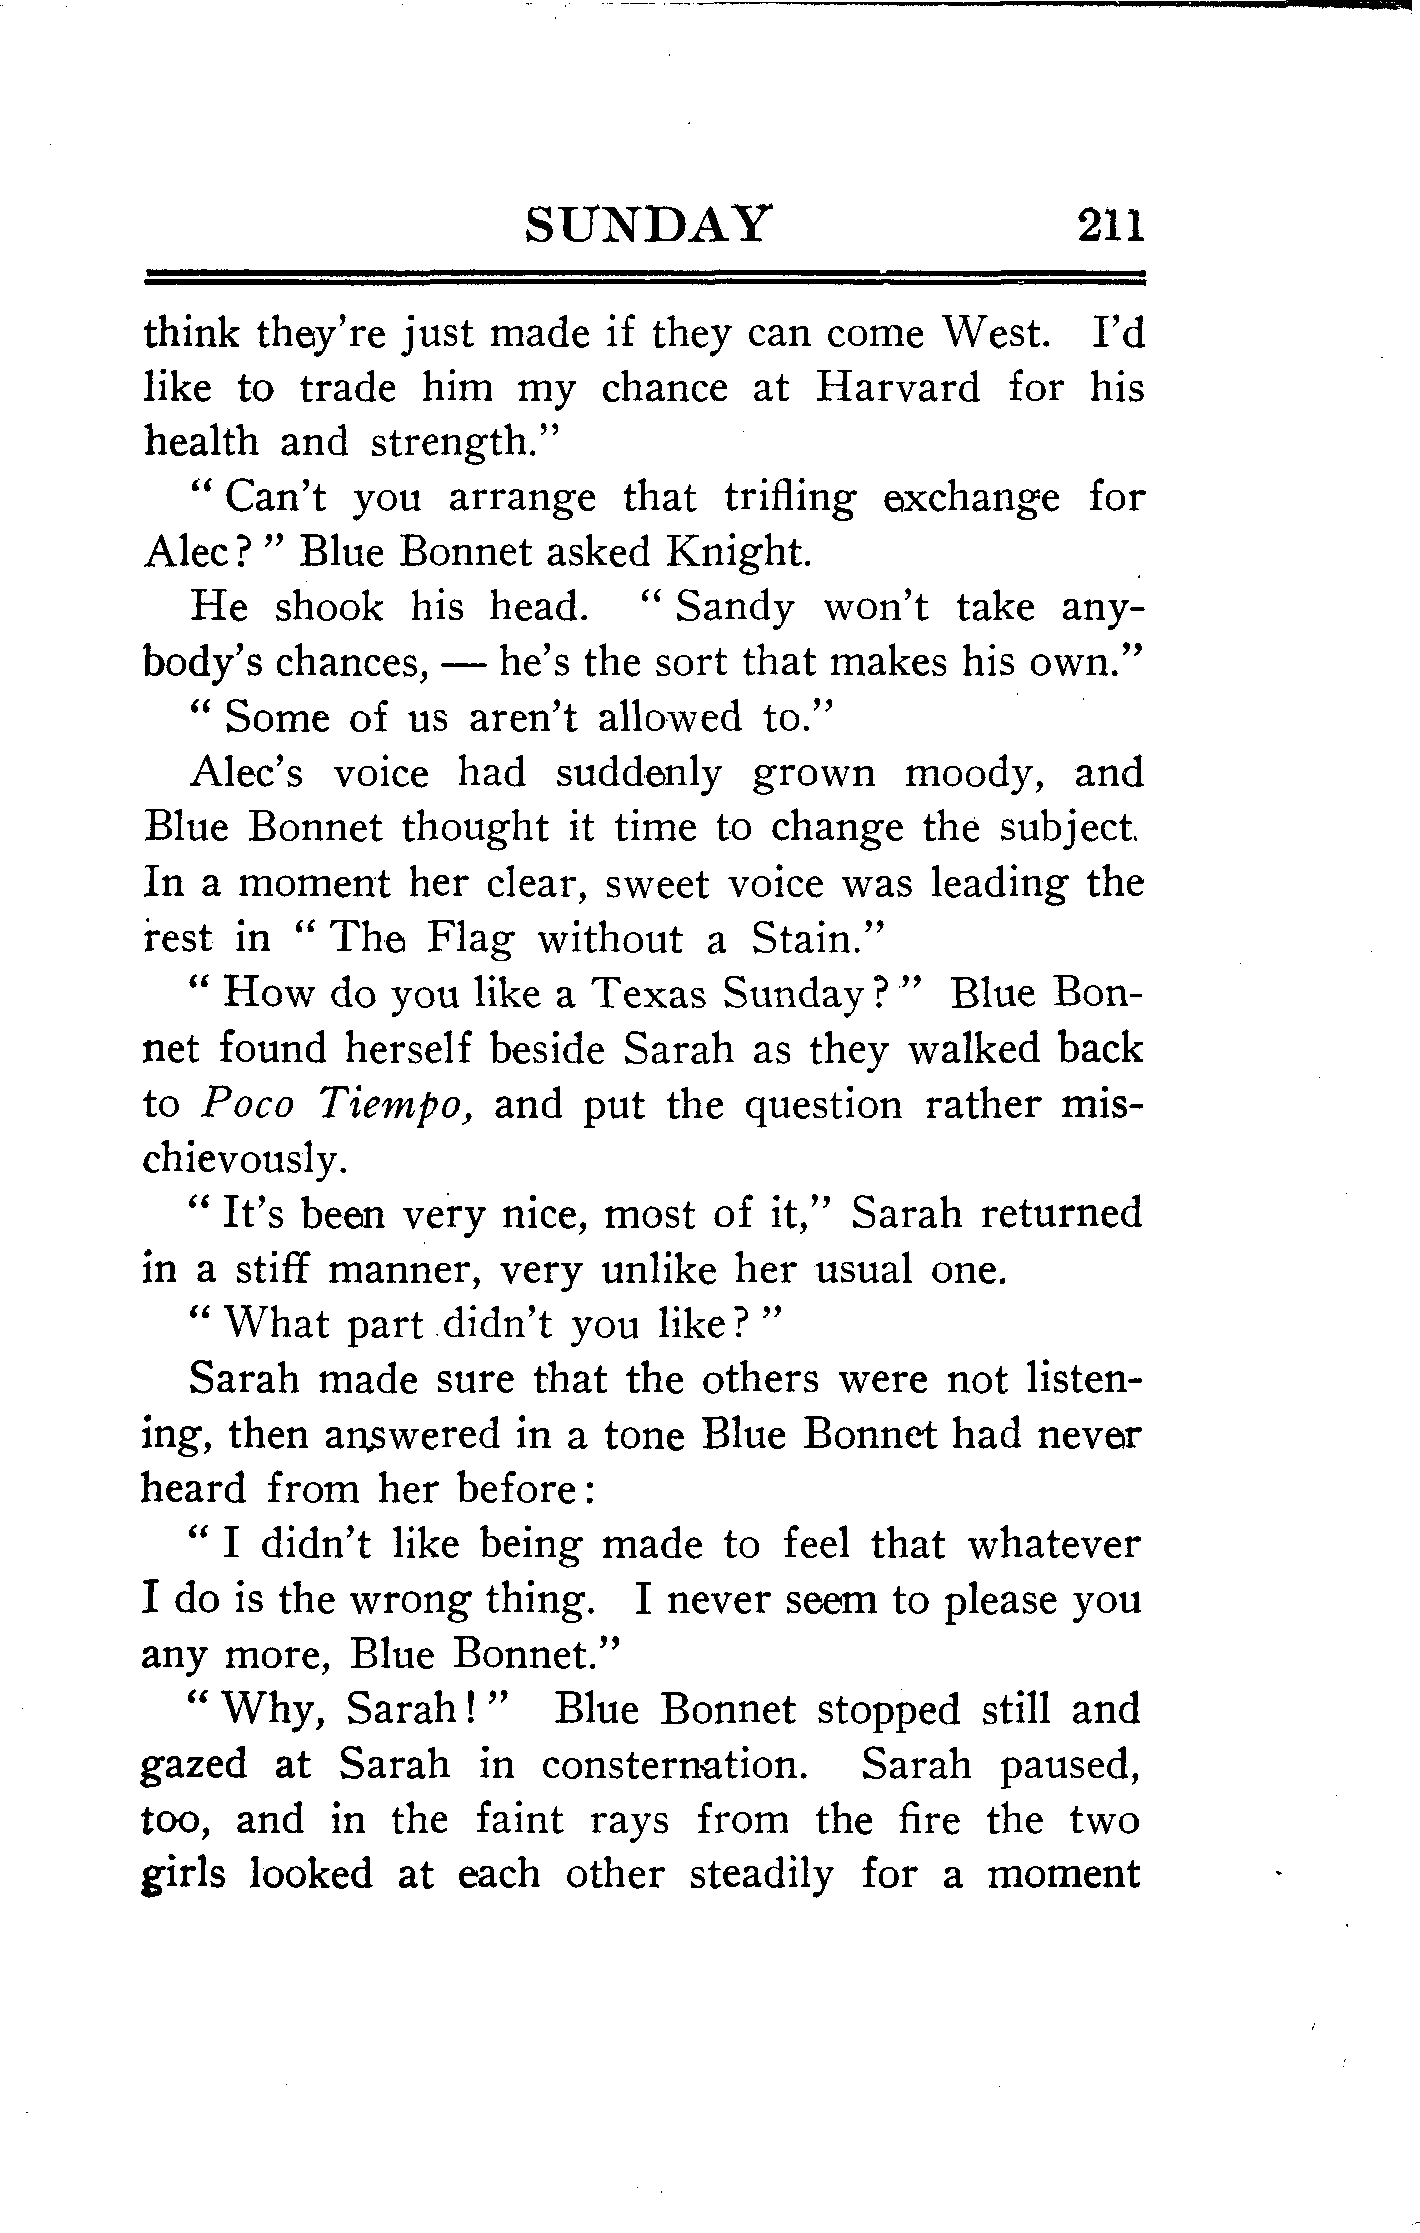 SUNDAY 211
think they're just made if they can come West. I'd
like to trade him my chance at Harvard for his
health and strength."
" Can't you arrange that trifling exchange for
Alec? " Blue Bonnet asked Knight.
He shook his head. " Sandy won't take any-
body's chances, — he's the sort that makes his own."
" Some of us aren't allowed to."
Alec's voice had suddenly grown moody, and
Blue Bonnet thought it time to change the subject.
In a moment her clear, sweet voice was leading the
rest in " The Flag without a Stain."
" How do you like a Texas Sunday? " Blue Bon-
net found herself beside Sarah as they walked back
to Poco Tiempo, and put the question rather mis-
chievously.
" It's been very nice, most of it," Sarah returned
in a stiff manner, very unlike her usual one.
" What part didn't you like? "
Sarah made sure that the others were not listen-
ing, then answered in a tone Blue Bonnet had never
heard from her before:
" I didn't like being made to feel that whatever
I do is the wrong thing. I never seem to please you
any more, Blue Bonnet."
" Why, Sarah! " Blue Bonnet stopped still and
gazed at Sarah in consternation. Sarah paused,
too, and in the faint rays from the fire the two
girls looked at each other steadily for a moment